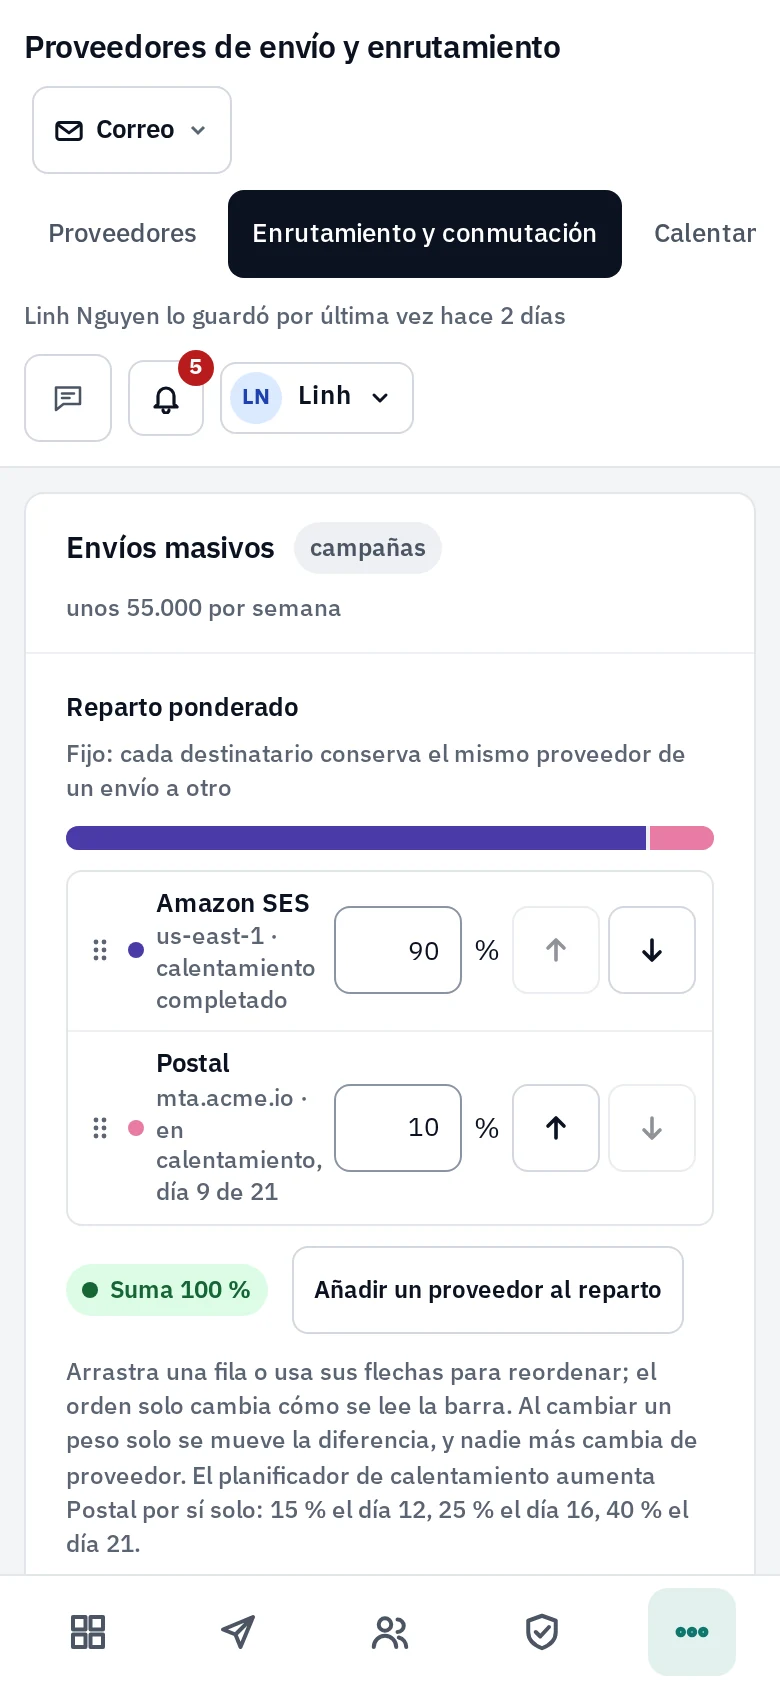 Proveedores de envío y enrutamiento
Correo
Proveedores
Enrutamiento y conmutación
Calentar
Linh Nguyen lo guardó por última vez hace 2 días
5
LN
Linh
Envíos masivos
campañas
unos 55.000 por semana
Reparto ponderado
Fijo: cada destinatario conserva el mismo proveedor de
un envío a otro
Amazon SES
us-east-1 ·
calentamiento
completado
90 %
Postal
mta.acme.io ·
en
calentamiento,
día 9 de 21
10 %
Suma 100 %
Añadir un proveedor al reparto
Arrastra una fila o usa sus flechas para reordenar; el
orden solo cambia cómo se lee la barra. Al cambiar un
peso solo se mueve la diferencia, y nadie más cambia de
proveedor. El planificador de calentamiento aumenta
Postal por sí solo: 15 % el día 12, 25 % el día 16, 40 % el
día 21.